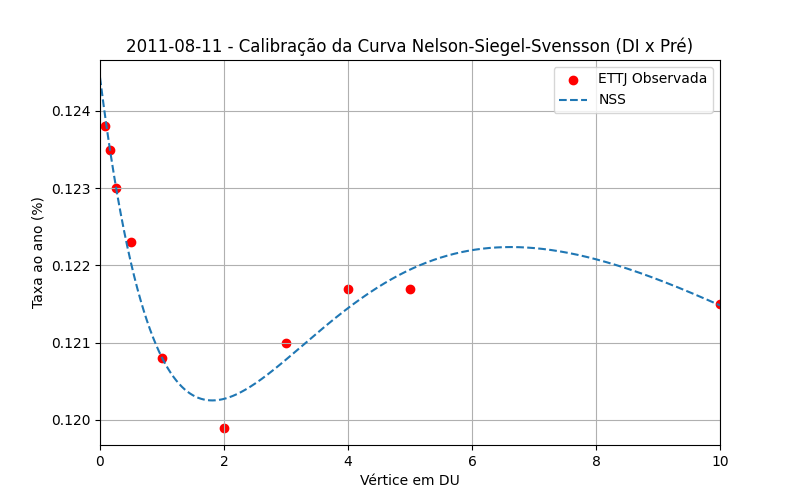 2011-08-11 - Calibração da Curva Nelson-Siegel-Svensson (DI x Pré)
ETTJ Observada
NSS
Taxa ao ano (%)
0.124
0.123
0.122
0.121
0.120
0 2 4 6 8 10
Vértice em DU